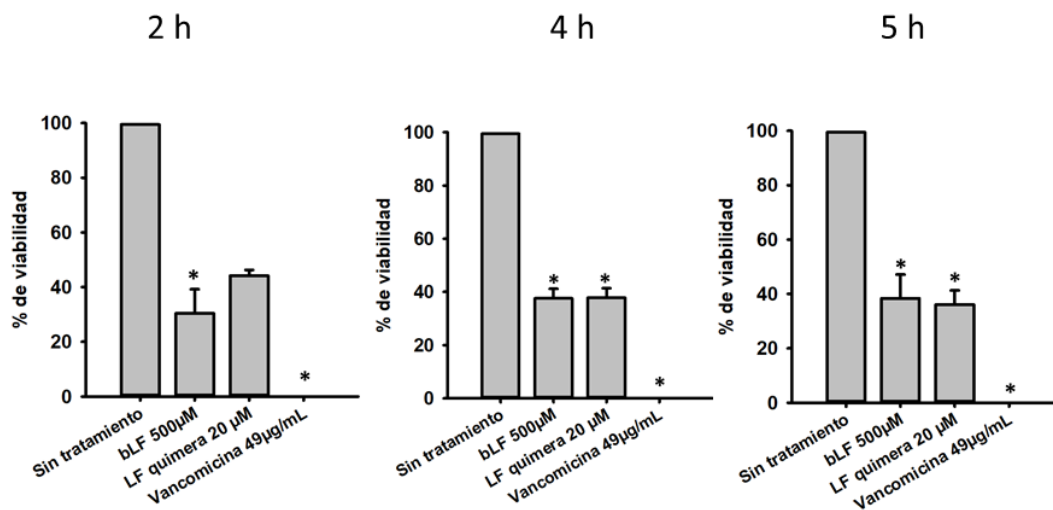 2 h
4 h
5 h
% de viabilidad
100
80
60
40
20
0
*
*
Sin tratamiento
bLF 500µM
LF quimera 20 µM
Vancomicina 49µg/mL
% de viabilidad
100
80
60
40
20
0
*
*
*
Sin tratamiento
bLF 500µM
LF quimera 20 µM
Vancomicina 49µg/mL
% de viabilidad
100
80
60
40
20
0
*
*
*
Sin tratamiento
bLF 500µM
LF quimera 20 µM
Vancomicina 49µg/mL